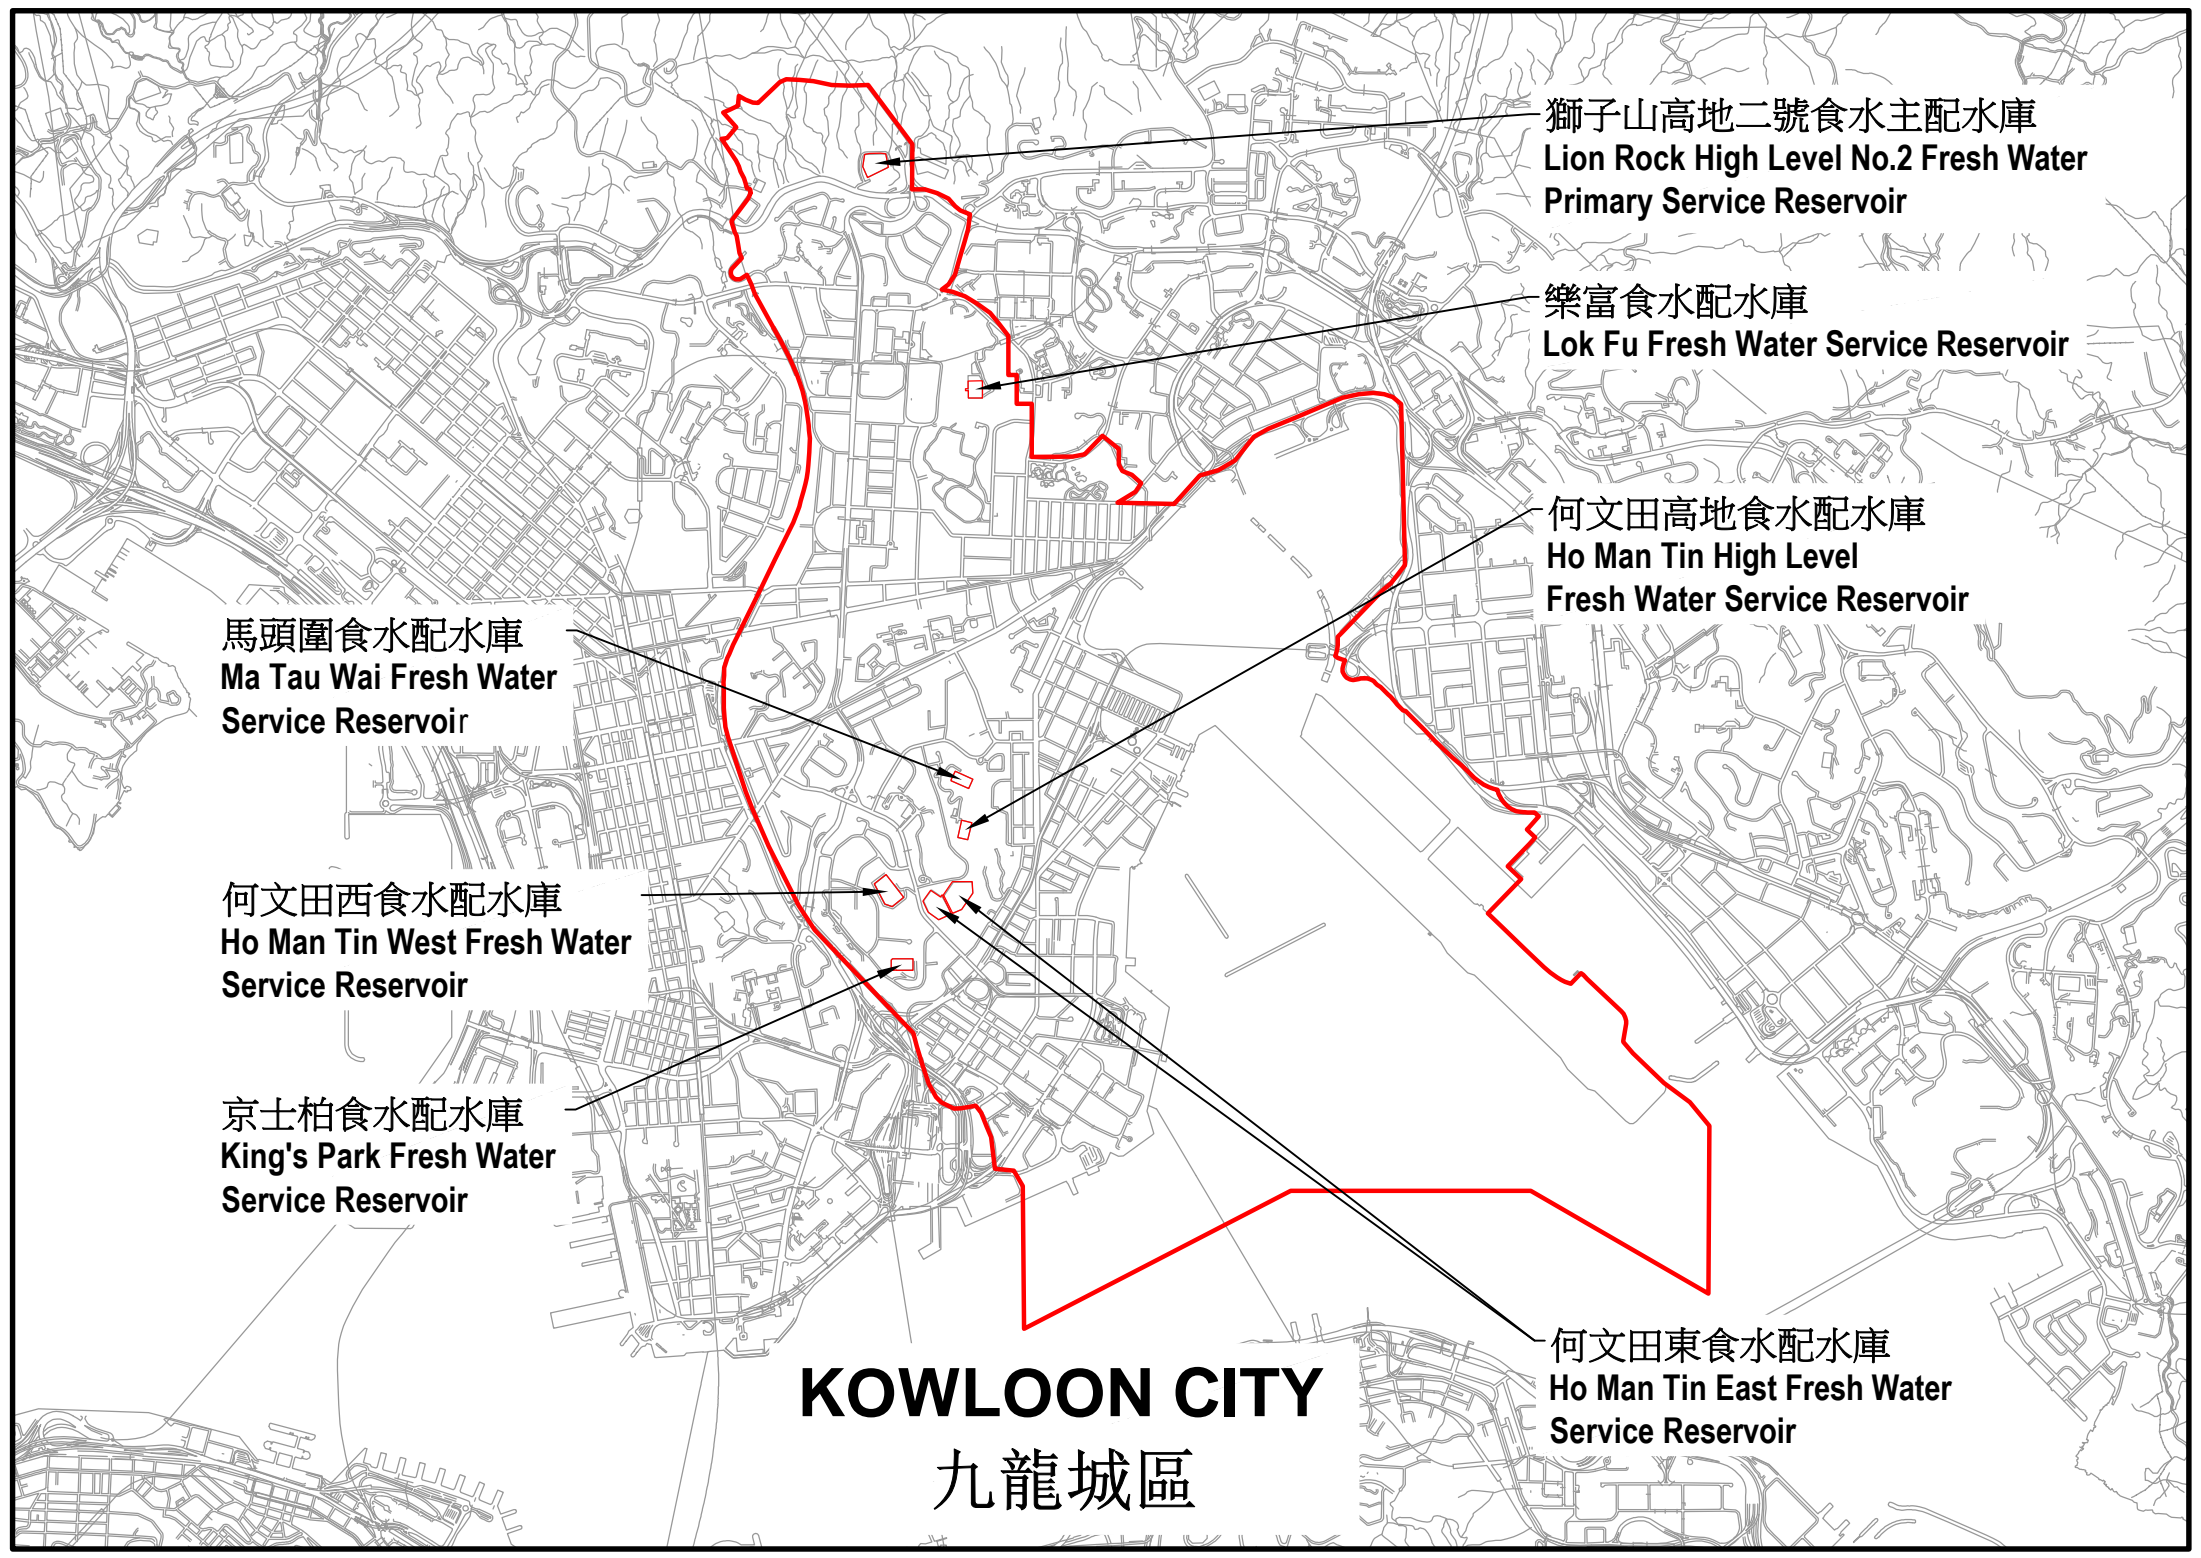 獅子山高地二號食水主配水庫
Lion Rock High Level No.2 Fresh Water
Primary Service Reservoir
樂富食水配水庫
Lok Fu Fresh Water Service Reservoir
何文田高地食水配水庫
Ho Man Tin High Level
Fresh Water Service Reservoir
馬頭圍食水配水庫
Ma Tau Wai Fresh Water
Service Reservoir
何文田西食水配水庫
Ho Man Tin West Fresh Water
Service Reservoir
京士柏食水配水庫
King's Park Fresh Water
Service Reservoir
何文田東食水配水庫
Ho Man Tin East Fresh Water
Service Reservoir
KOWLOON CITY
九龍城區